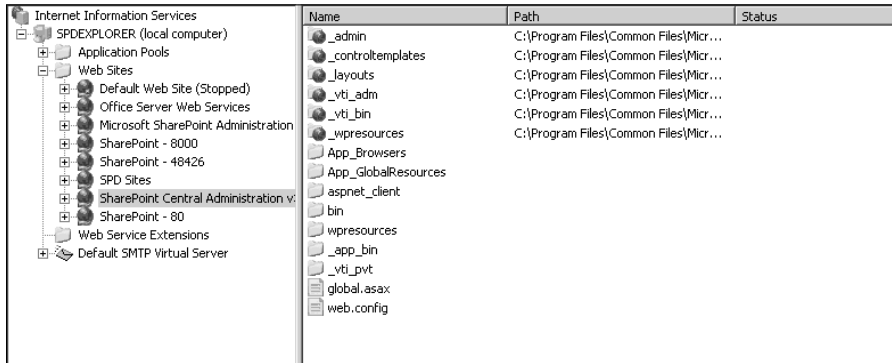 Internet Information Services
SPDEXPLORER (local computer)
Application Pools
Web Sites
Default Web Site (Stopped)
Office Server Web Services
Microsoft SharePoint Administration
SharePoint - 8000
SharePoint - 48426
SPD Sites
SharePoint Central Administration v3
SharePoint - 80
Web Service Extensions
Default SMTP Virtual Server
Name Path Status
_admin C:\Program Files\Common Files\Micr...
_controltemplates C:\Program Files\Common Files\Micr...
_layouts C:\Program Files\Common Files\Micr...
_vti_adm C:\Program Files\Common Files\Micr...
_vti_bin C:\Program Files\Common Files\Micr...
_wpresources C:\Program Files\Common Files\Micr...
App_Browsers
App_GlobalResources
aspnet_client
bin
wpresources
_app_bin
_vti_pvt
global.asax
web.config